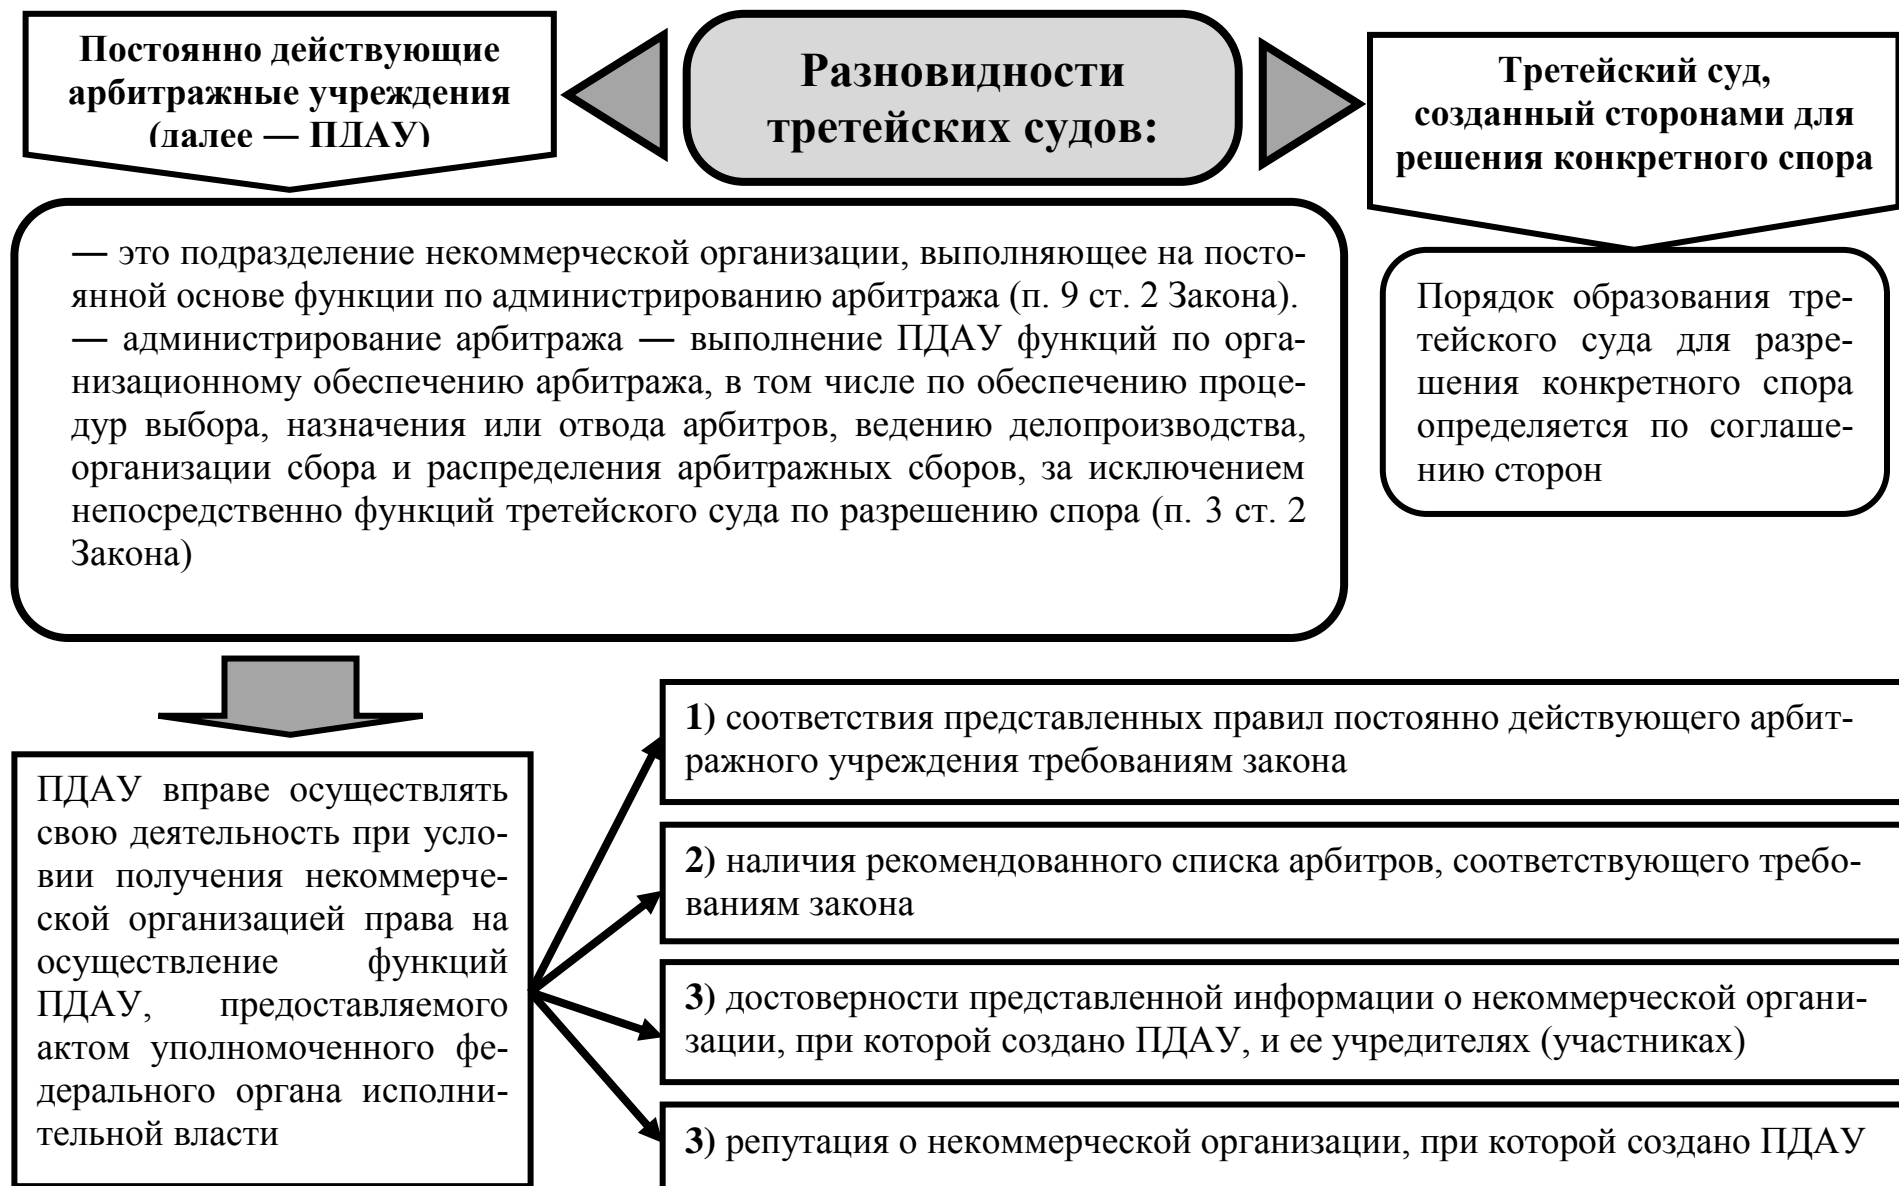 Постоянно действующие
арбитражные учреждения
(далее — ПДАУ)
Разновидности
третейских судов:
Третейский суд,
созданный сторонами для
решения конкретного спора
— это подразделение некоммерческой организации, выполняющее на посто-
янной основе функции по администрированию арбитража (п. 9 ст. 2 Закона).
— администрирование арбитража — выполнение ПДАУ функций по орга-
низационному обеспечению арбитража, в том числе по обеспечению проце-
дур выбора, назначения или отвода арбитров, ведению делопроизводства,
организации сбора и распределения арбитражных сборов, за исключением
непосредственно функций третейского суда по разрешению спора (п. 3 ст. 2
Закона)
Порядок образования тре-
тейского суда для разре-
шения конкретного спора
определяется по соглаше-
нию сторон
ПДАУ вправе осуществлять
свою деятельность при усло-
вии получения некоммерче-
ской организацией права на
осуществление функций
ПДАУ, предоставляемого
актом уполномоченного фе-
дерального органа исполни-
тельной власти
1) соответствия представленных правил постоянно действующего арбит-
ражного учреждения требованиям закона
2) наличия рекомендованного списка арбитров, соответствующего требо-
ваниям закона
3) достоверности представленной информации о некоммерческой органи-
зации, при которой создано ПДАУ, и ее учредителях (участниках)
3) репутация о некоммерческой организации, при которой создано ПДАУ